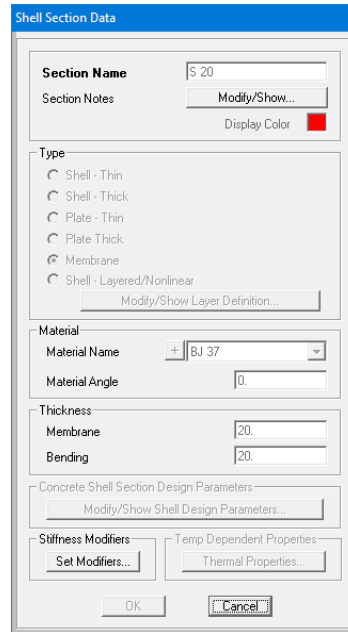 Shell Section Data
Section Name S 20
Section Notes Modify/Show...
Display Color
Type
Shell - Thin
Shell - Thick
Plate - Thin
Plate Thick
Membrane
Shell - Layered/Nonlinear
Modify/Show Layer Definition...
Material
Material Name + BJ 37
Material Angle 0.
Thickness
Membrane 20.
Bending 20.
Concrete Shell Section Design Parameters
Modify/Show Shell Design Parameters...
Stiffness Modifiers Temp Dependent Properties
Set Modifiers... Thermal Properties...
OK Cancel